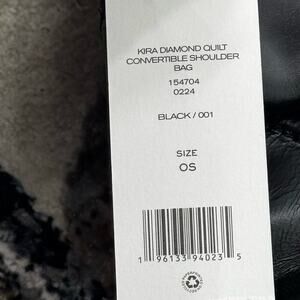 KIRA DIAMOND QUILT
CONVERTIBLE SHOULDER
BAG
154704
0224
BLACK / 001
SIZE
OS
1 96133 94023 5